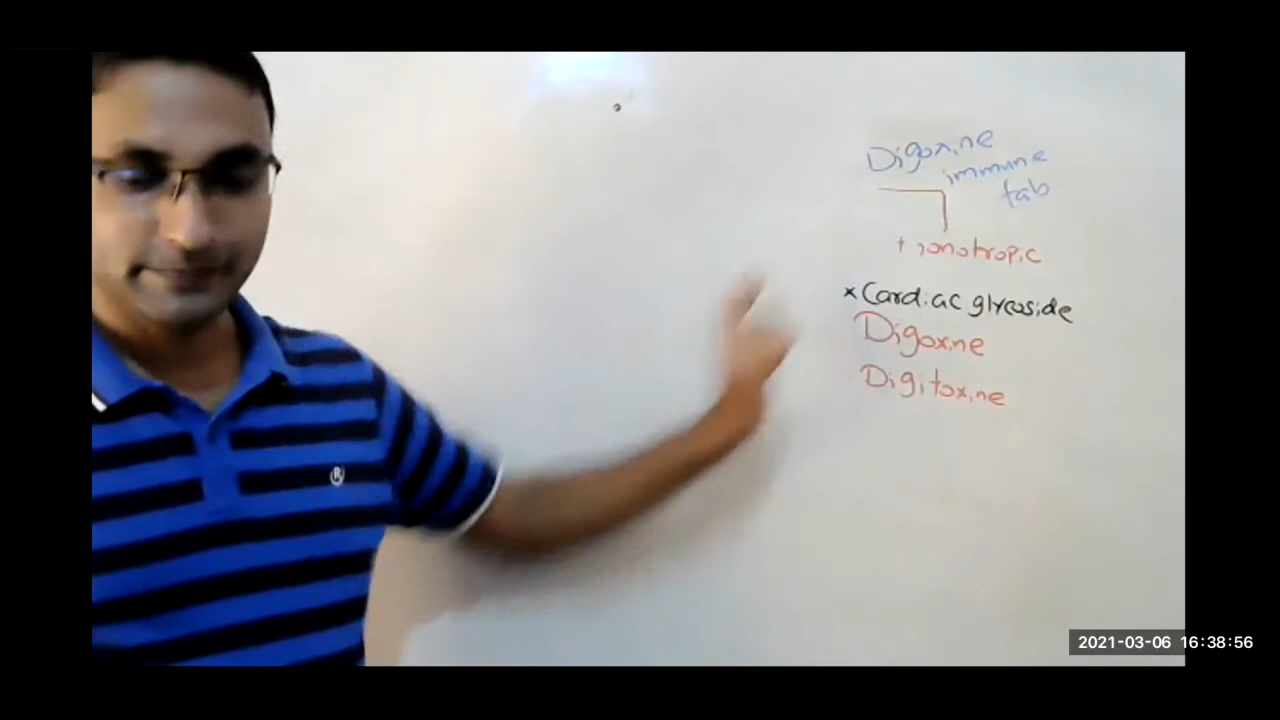 Digoxine
immune
fab
+ ionotropic
* Cardiac glycoside
Digoxine
Digitoxine
R
2021-03-06 16:38:56